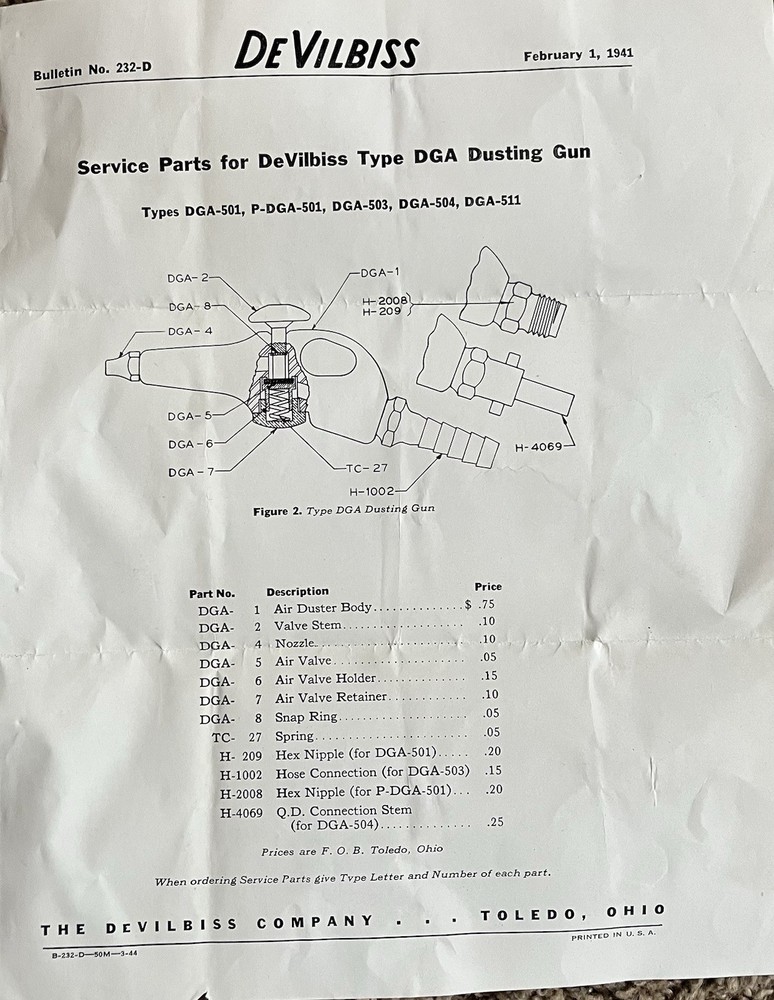 Bulletin No. 232-D DEVILBISS February 1, 1941
Service Parts for DeVilbiss Type DGA Dusting Gun
Types DGA-501, P-DGA-501, DGA-503, DGA-504, DGA-511
DGA-2
DGA-1
DGA-8
H-2008
H-209
DGA-4
DGA-5
DGA-6
DGA-7
TC-27
H-1002
H-4069
Figure 2. Type DGA Dusting Gun
Part No. Description Price
DGA- 1 Air Duster Body.............. $ .75
DGA- 2 Valve Stem................... .10
DGA- 4 Nozzle....................... .10
DGA- 5 Air Valve.................... .05
DGA- 6 Air Valve Holder............. .15
DGA- 7 Air Valve Retainer........... .10
DGA- 8 Snap Ring.................... .05
TC- 27 Spring....................... .05
H- 209 Hex Nipple (for DGA-501)..... .20
H-1002 Hose Connection (for DGA-503) .15
H-2008 Hex Nipple (for P-DGA-501)... .20
H-4069 Q.D. Connection Stem
(for DGA-504).............. .25
Prices are F. O. B. Toledo, Ohio
When ordering Service Parts give Type Letter and Number of each part.
THE DEVILBISS COMPANY . . . TOLEDO, OHIO
B-232-D—50M—3-44 PRINTED IN U. S. A.